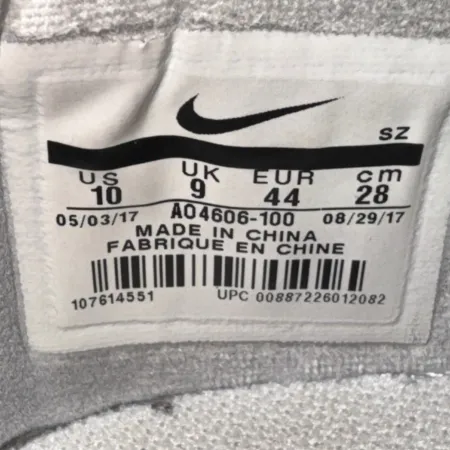 SZ
US UK EUR cm
10 9 44 28
05/03/17 AO4606-100 08/29/17
MADE IN CHINA
FABRIQUE EN CHINE
107614551 UPC 00887226012082